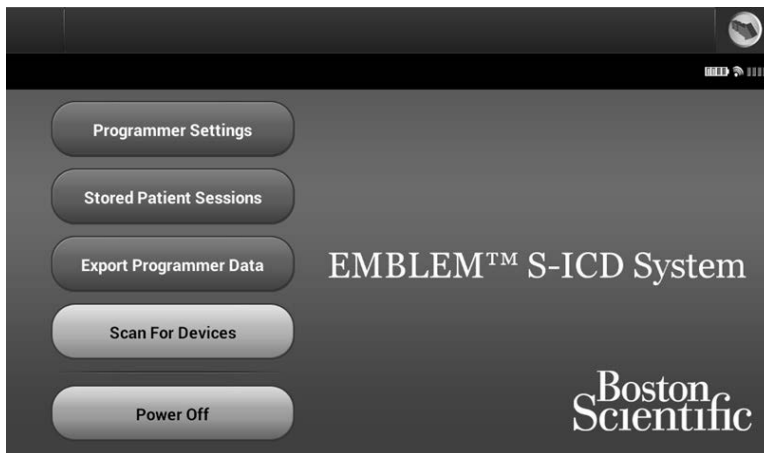 Programmer Settings
Stored Patient Sessions
Export Programmer Data
EMBLEM™ S-ICD System
Scan For Devices
Power Off
Boston
Scientific